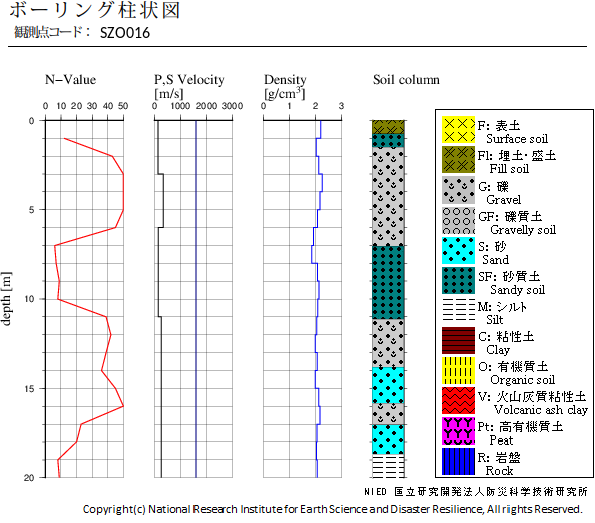 ボーリング柱状図
観測点コード： SZO016
N−Value
P,S Velocity
[m/s]
Density
[g/cm3]
Soil column
0 10 20 30 40 50
0 1000 2000 3000
0 1 2 3
0
5
10
15
20
depth [m]
F: 表土
Surface soil
Fl: 埋土・盛土
Fill soil
G: 礫
Gravel
GF: 礫質土
Gravelly soil
S: 砂
Sand
SF: 砂質土
Sandy soil
M: シルト
Silt
C: 粘性土
Clay
O: 有機質土
Organic soil
V: 火山灰質粘性土
Volcanic ash clay
Pt: 高有機質土
Peat
R: 岩盤
Rock
NIED 国立研究開発法人防災科学技術研究所
Copyright(c) National Research Institute for Earth Science and Disaster Resilience, All rights Reserved.